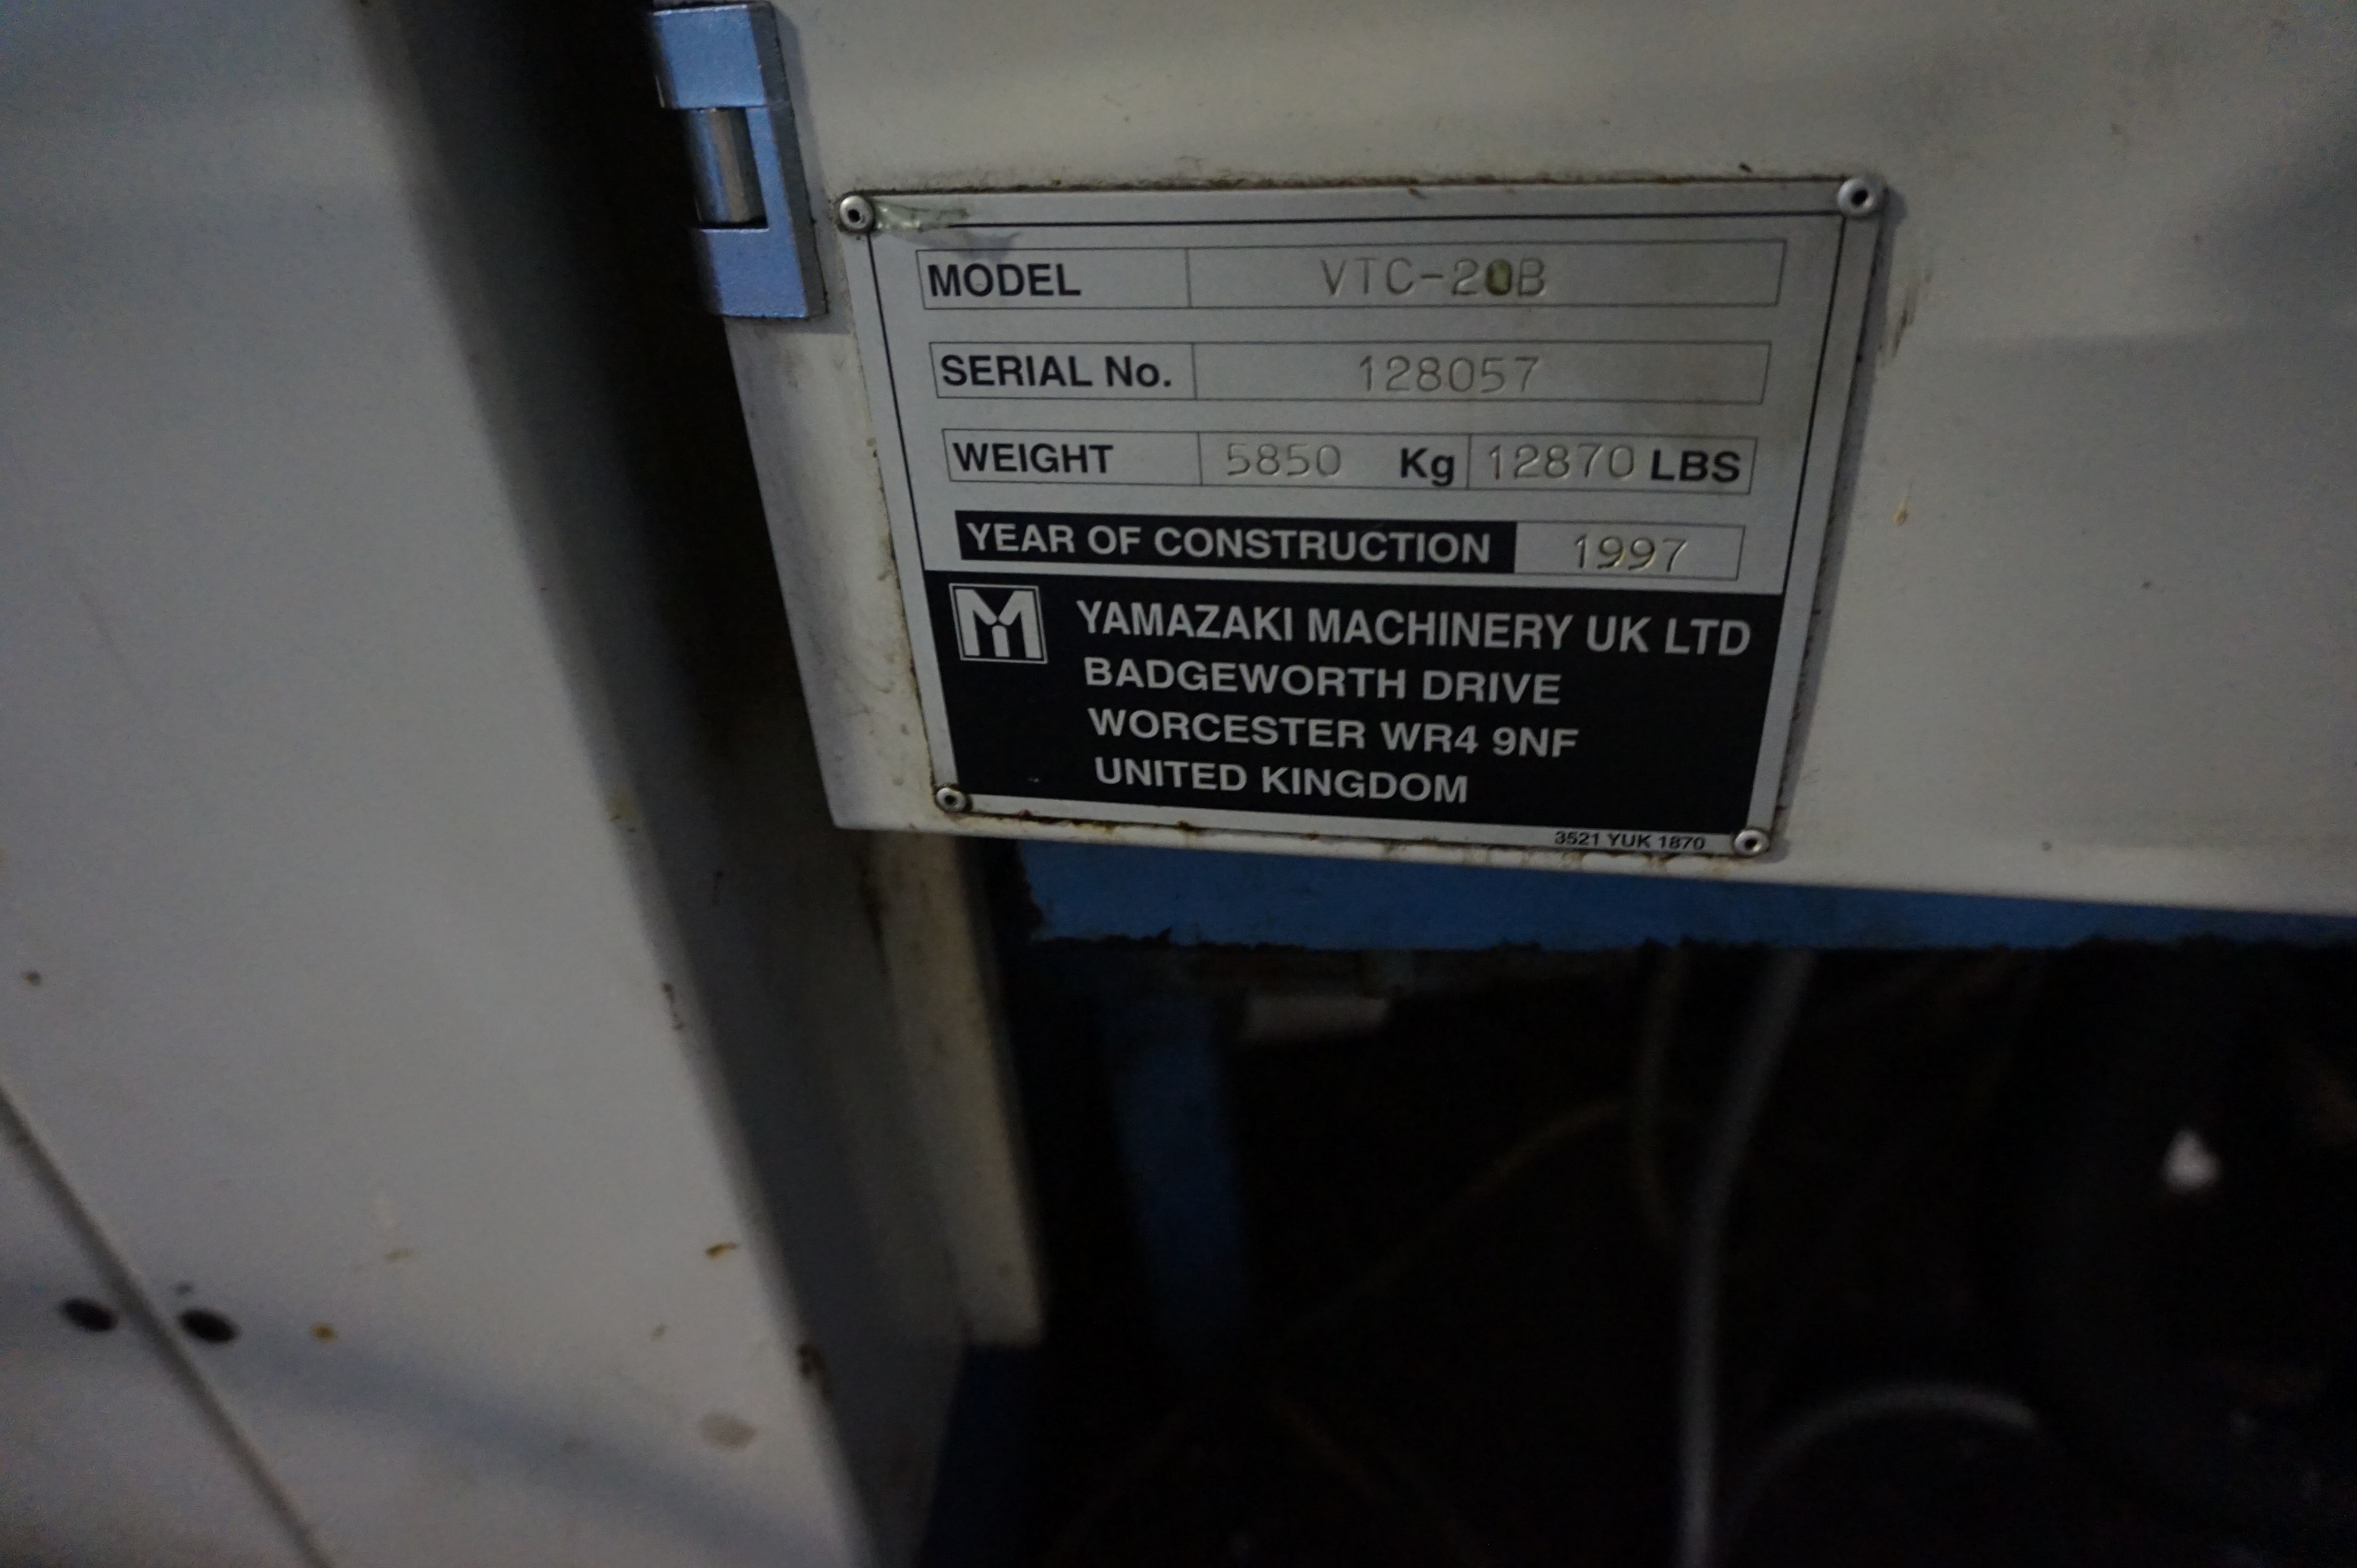 MODEL VTC-20B
SERIAL No. 128057
WEIGHT 5850 Kg 12870 LBS
YEAR OF CONSTRUCTION 1997
YAMAZAKI MACHINERY UK LTD
BADGEWORTH DRIVE
WORCESTER WR4 9NF
UNITED KINGDOM
3521 YUK 1870